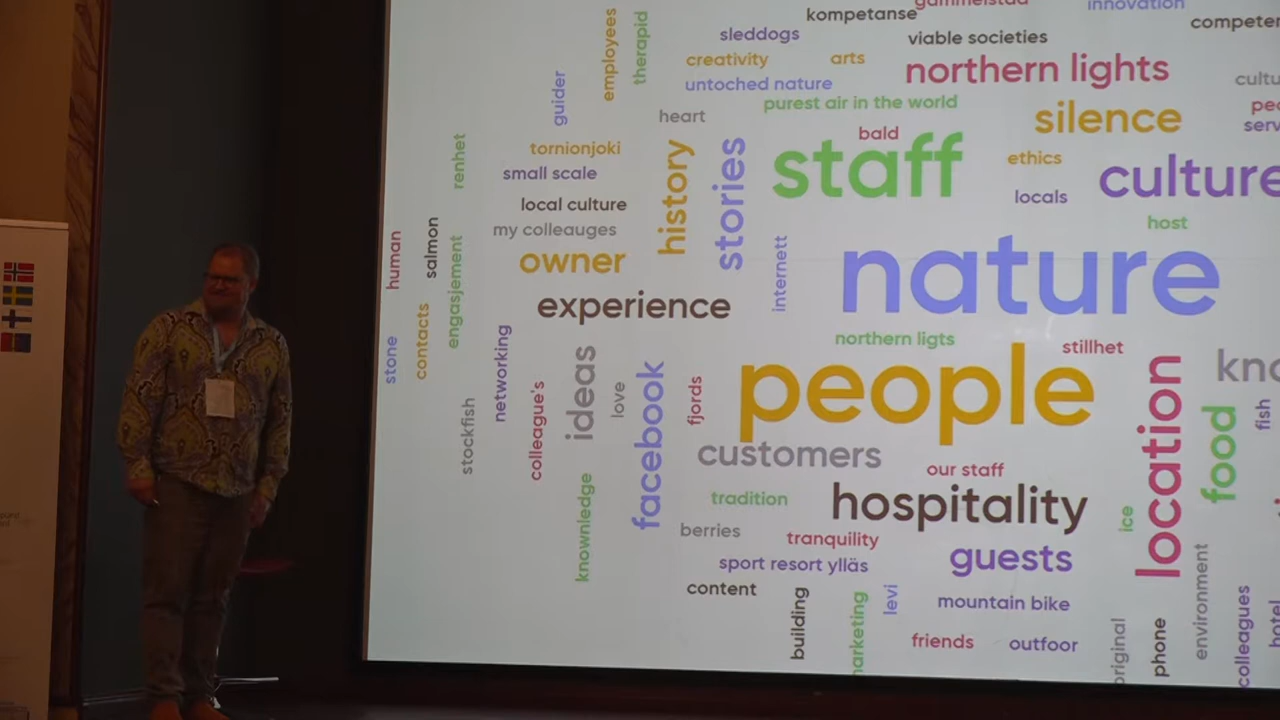 kompetanse
innovation
sleddogs
viable societies
employees
therapid
creativity
arts
northern lights
untoched nature
guider
purest air in the world
heart
silence
bald
staff
ethics
culture
renhet
tornionjoki
small scale
history
stories
locals
local culture
host
my colleauges
human
salmon
engasjement
owner
internett
nature
experience
northern ligts
stillhet
stone
contacts
networking
ideas
love
facebook
fjords
people
location
food
fish
stockfish
colleague's
customers
our staff
knownledge
tradition
hospitality
ice
berries
tranquility
sport resort ylläs
guests
content
building
levi
mountain bike
environment
friends
outfoor
phone
colleagues